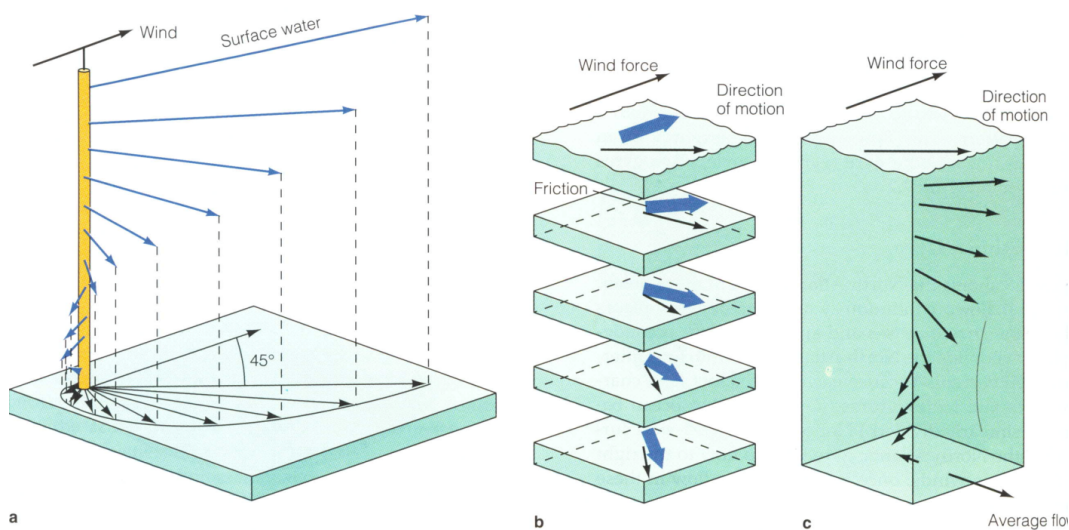 Wind
Surface water
45°
a
Wind force
Direction
of motion
Friction
b
Wind force
Direction
of motion
c
Average flow